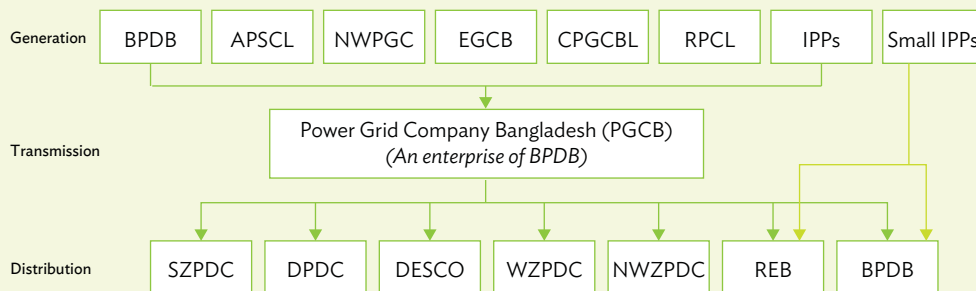 Generation BPDB APSCL NWPGC EGCB CPGCBL RPCL IPPs Small IPPs
Transmission
Power Grid Company Bangladesh (PGCB)
(An enterprise of BPDB)
Distribution SZPDC DPDC DESCO WZPDC NWZPDC REB BPDB